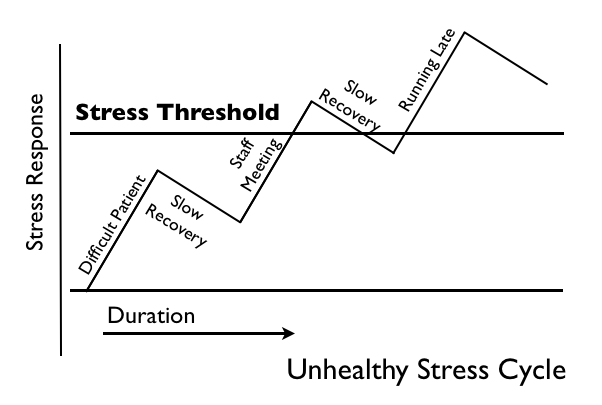 Stress Response
Stress Threshold
Difficult Patient
Slow
Recovery
Staff
Meeting
Slow
Recovery
Running Late
Duration
Unhealthy Stress Cycle